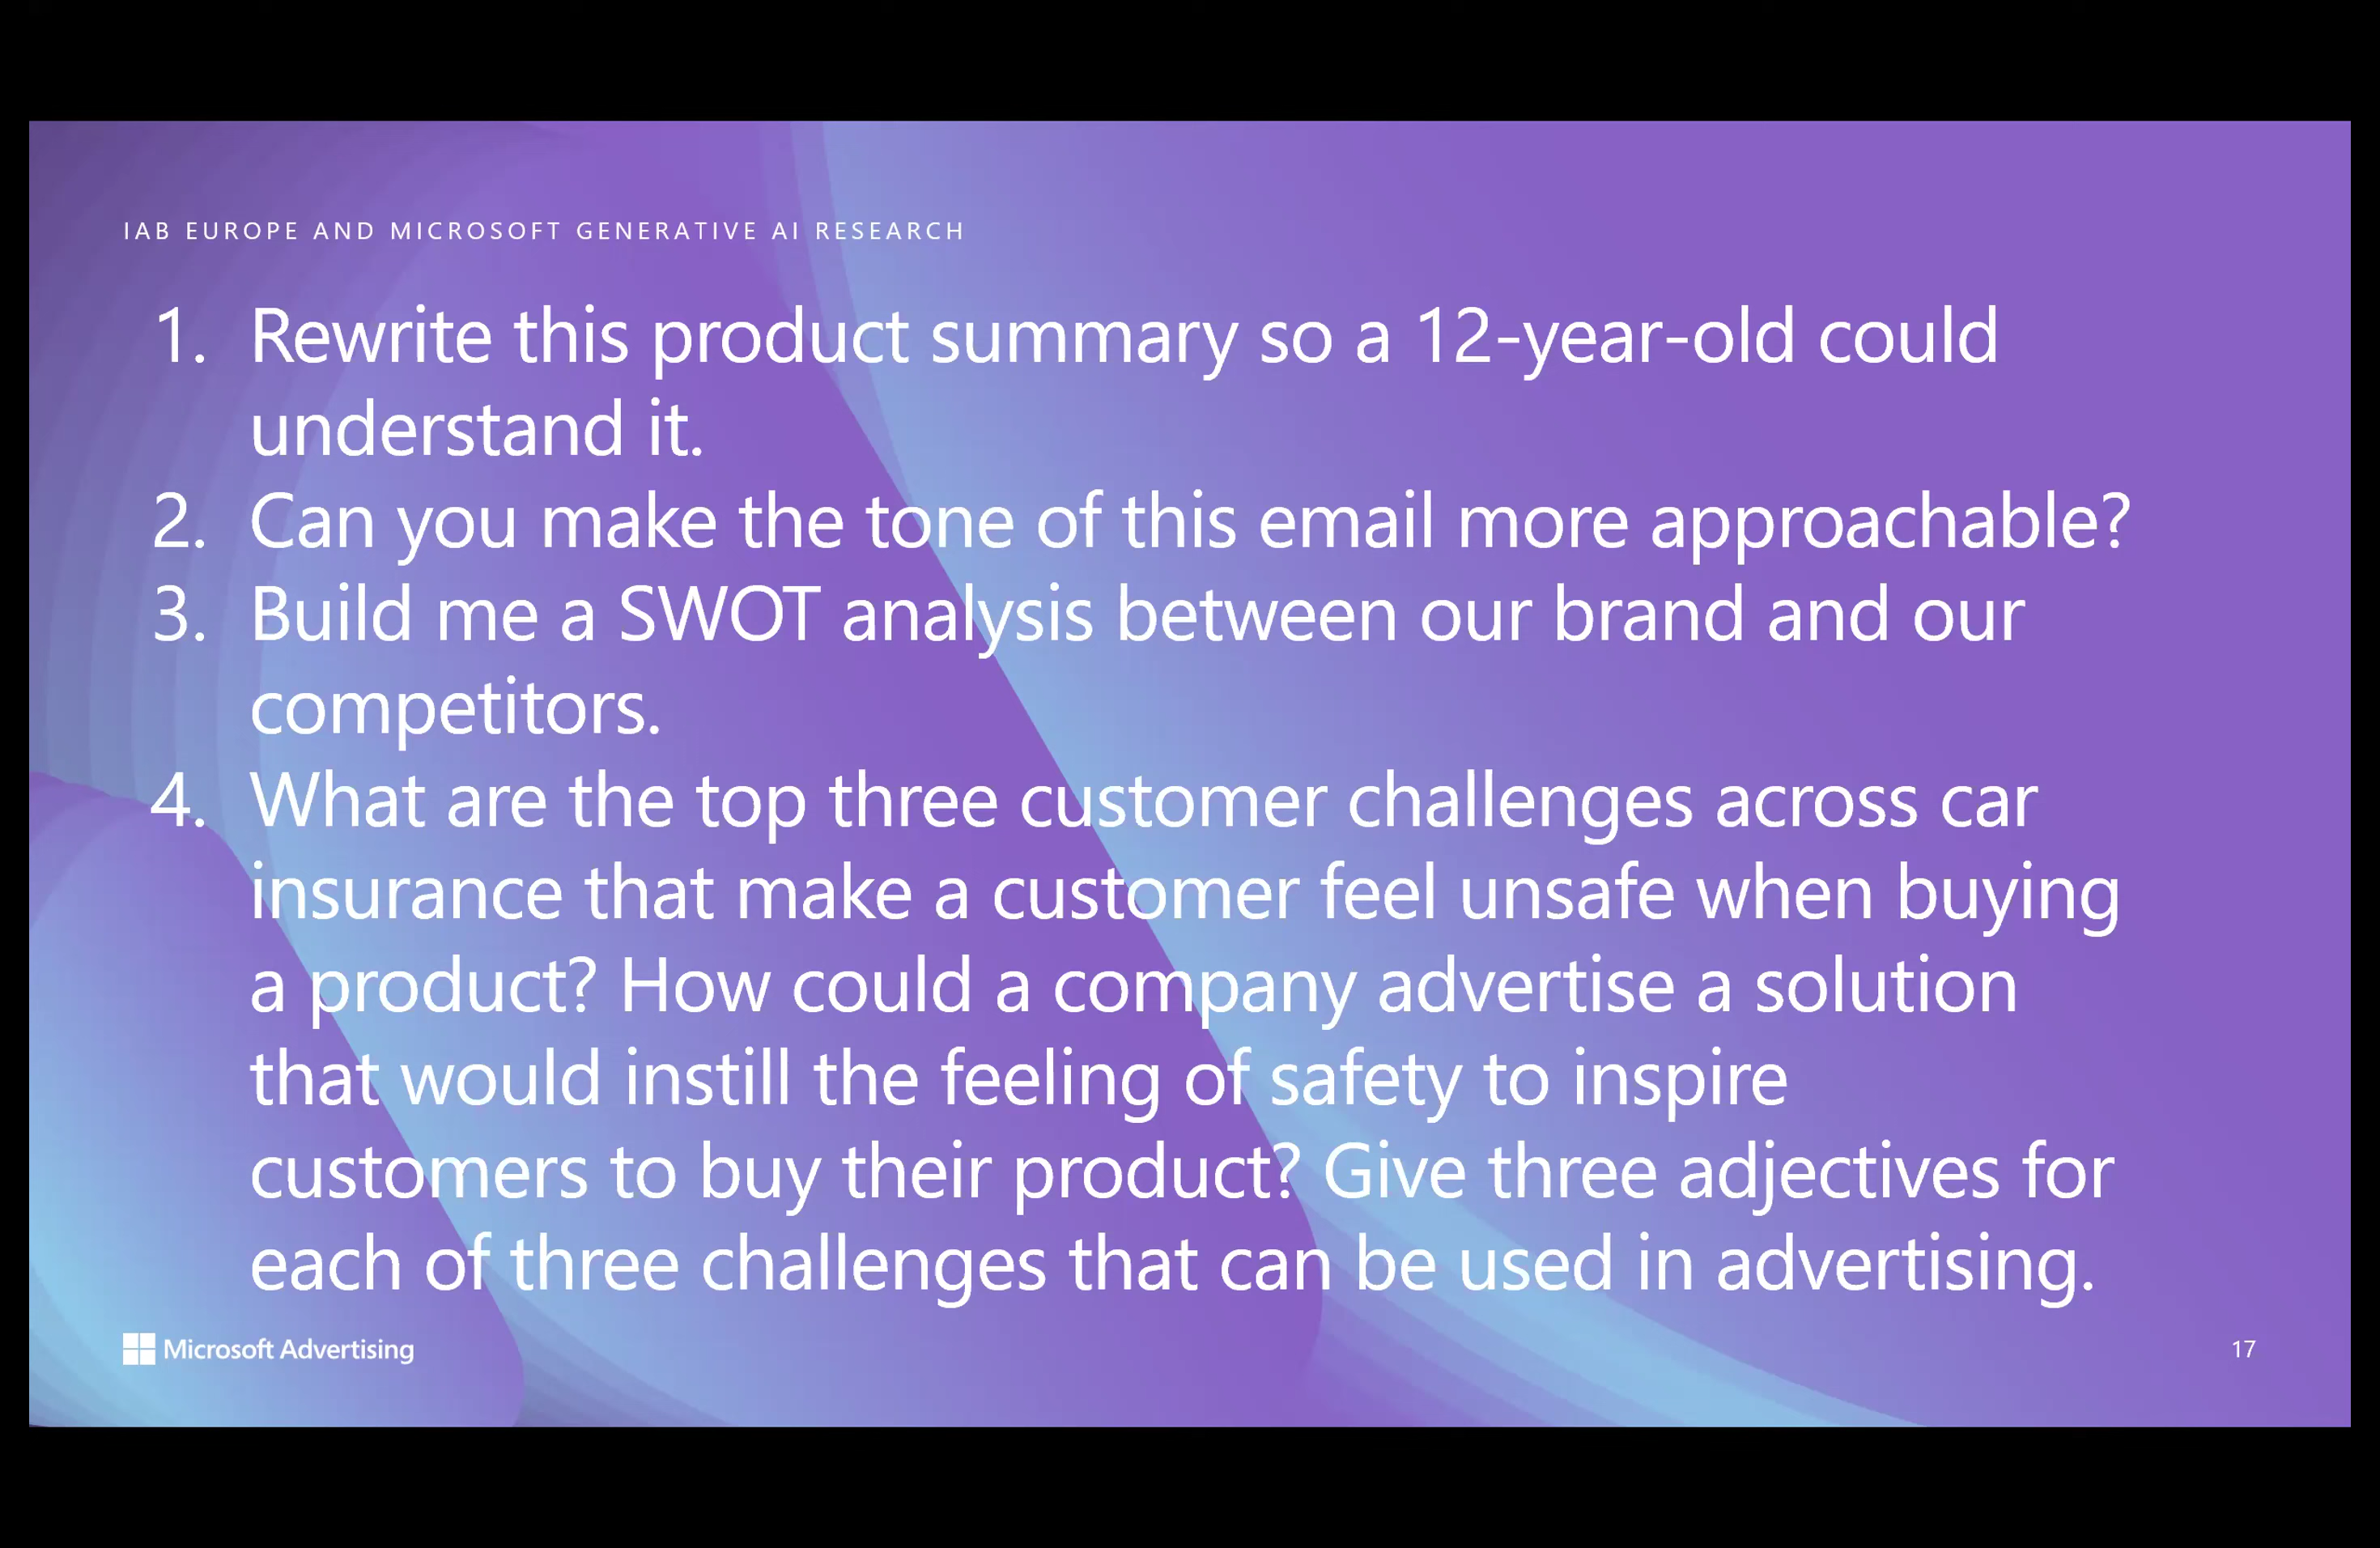 IAB EUROPE AND MICROSOFT GENERATIVE AI RESEARCH
1. Rewrite this product summary so a 12-year-old could
understand it.
2. Can you make the tone of this email more approachable?
3. Build me a SWOT analysis between our brand and our
competitors.
4. What are the top three customer challenges across car
insurance that make a customer feel unsafe when buying
a product? How could a company advertise a solution
that would instill the feeling of safety to inspire
customers to buy their product? Give three adjectives for
each of three challenges that can be used in advertising.
Microsoft Advertising
17